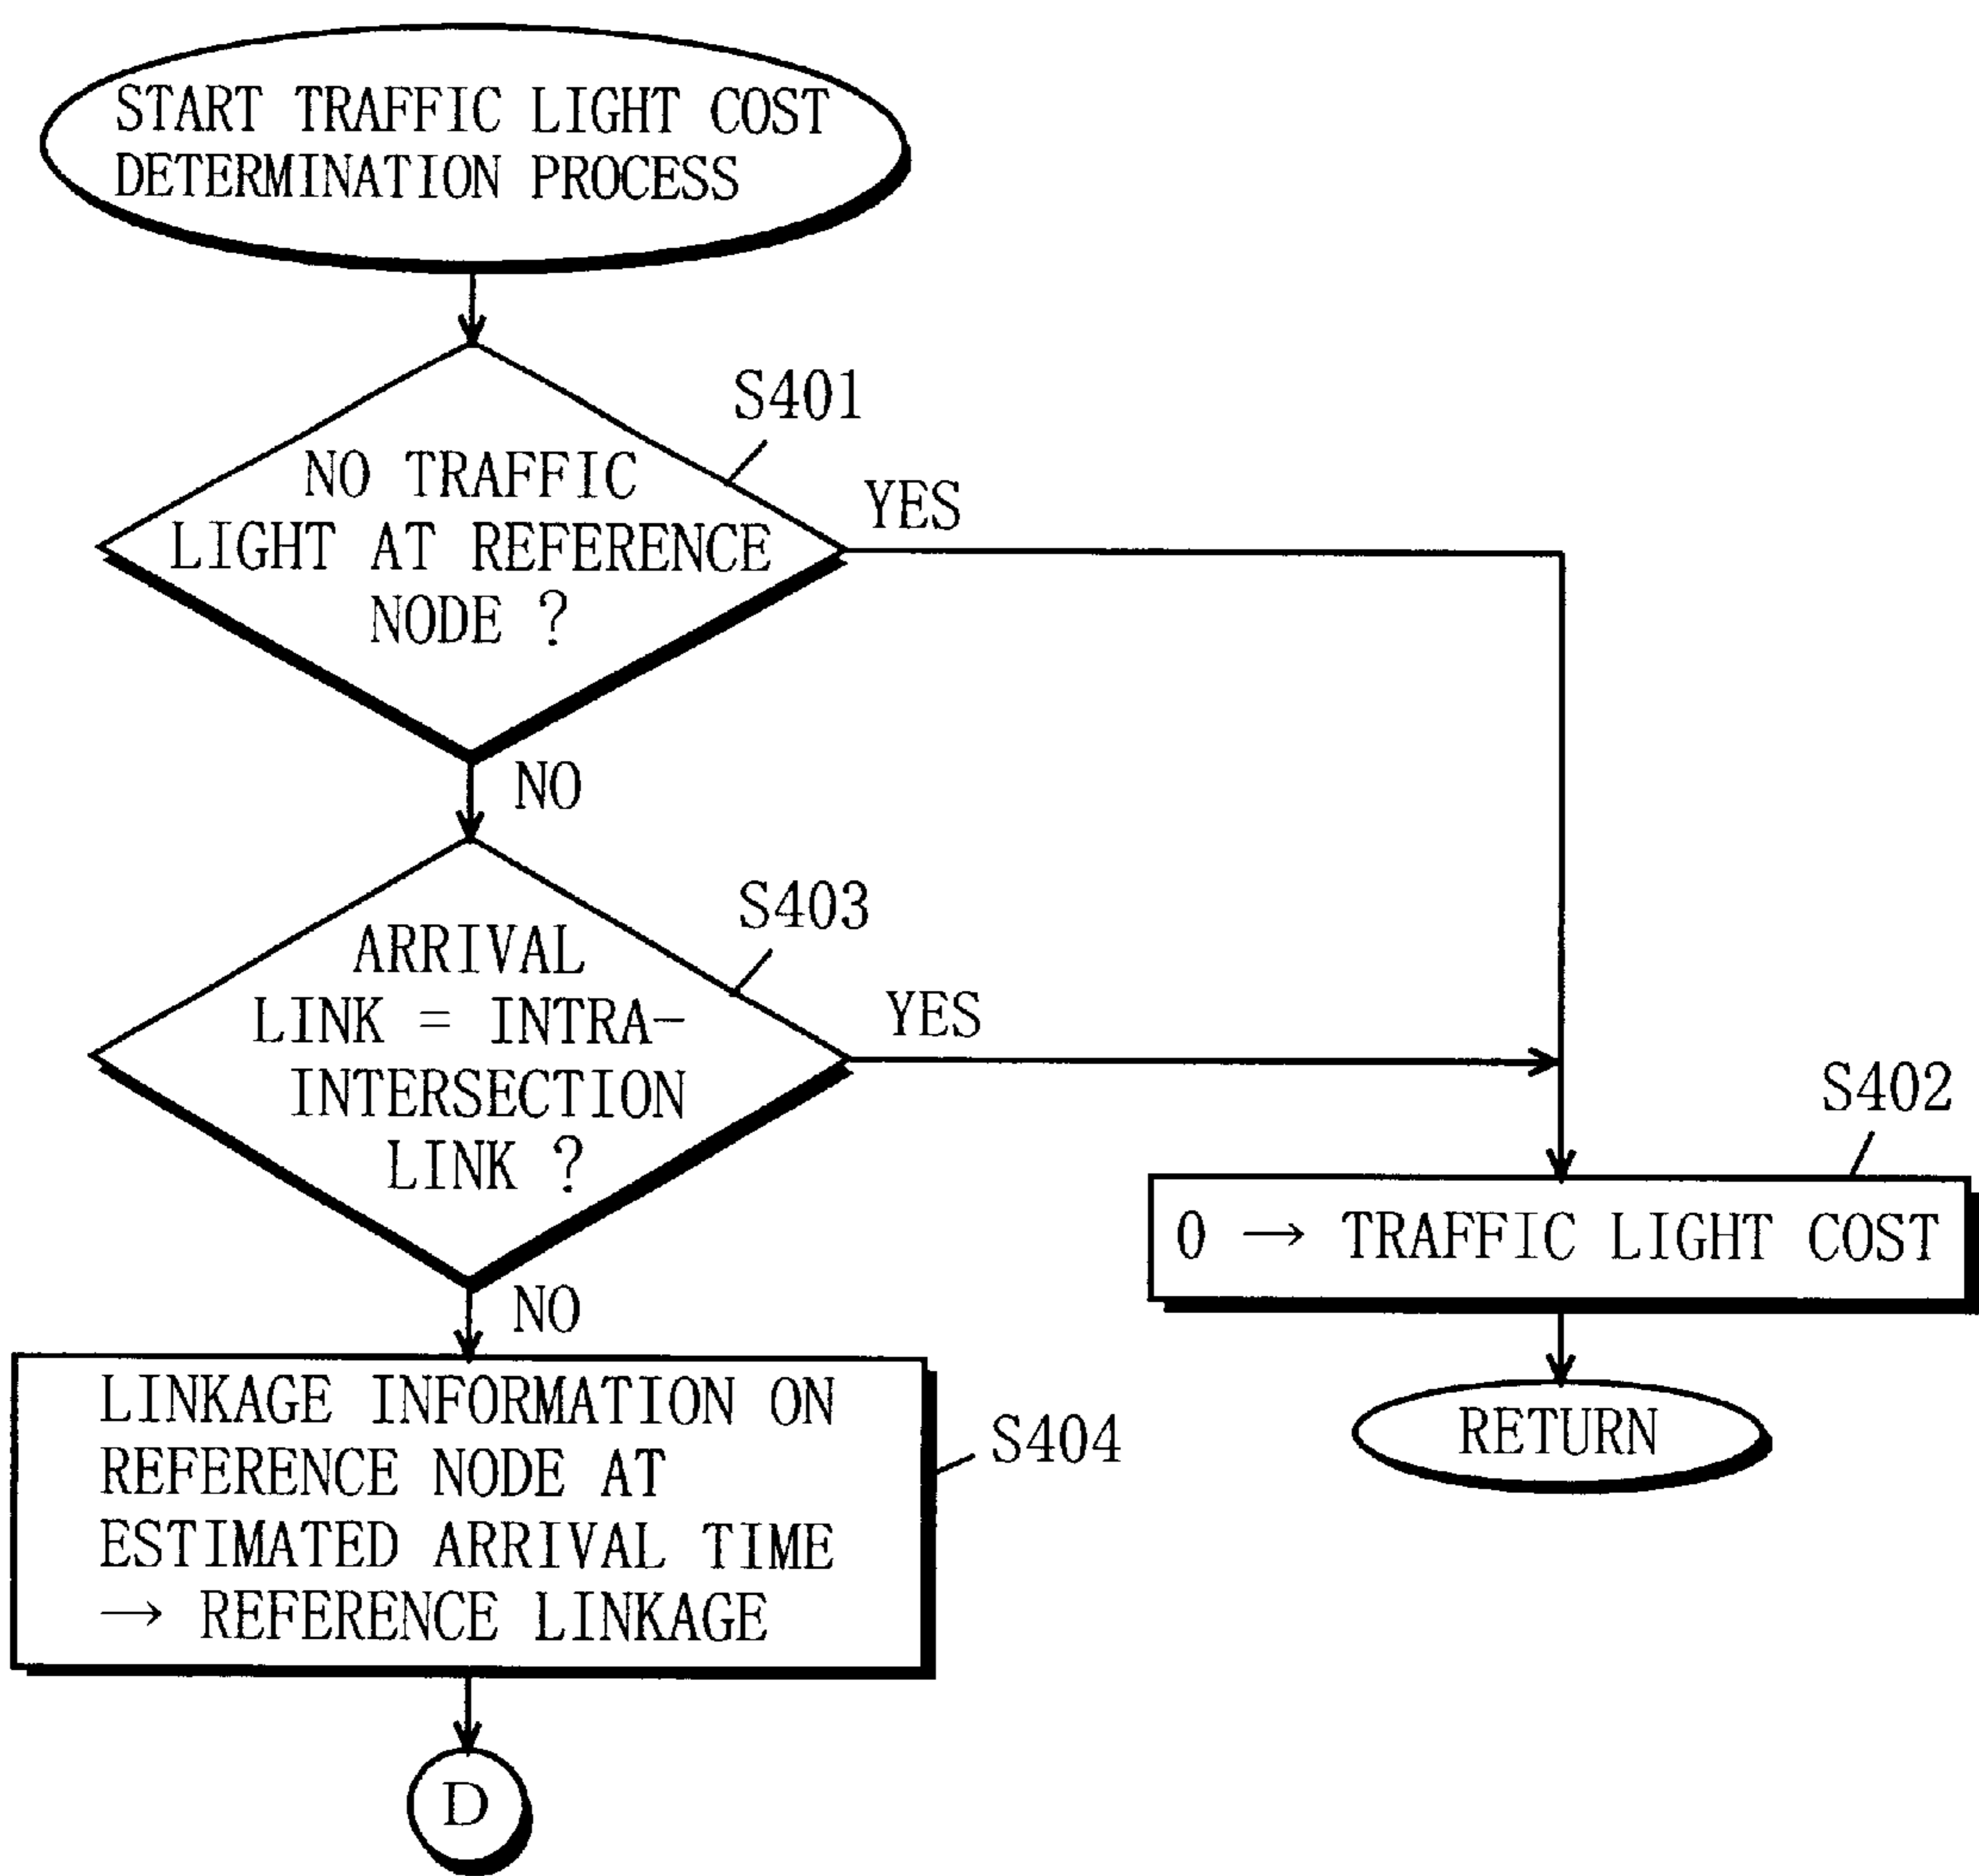 START TRAFFIC LIGHT COST
DETERMINATION PROCESS
S401
NO TRAFFIC
LIGHT AT REFERENCE
NODE ?
YES
NO
S403
ARRIVAL
LINK = INTRA-
INTERSECTION
LINK ?
YES
NO
S402
0 → TRAFFIC LIGHT COST
RETURN
LINKAGE INFORMATION ON
REFERENCE NODE AT
ESTIMATED ARRIVAL TIME
→ REFERENCE LINKAGE
S404
D